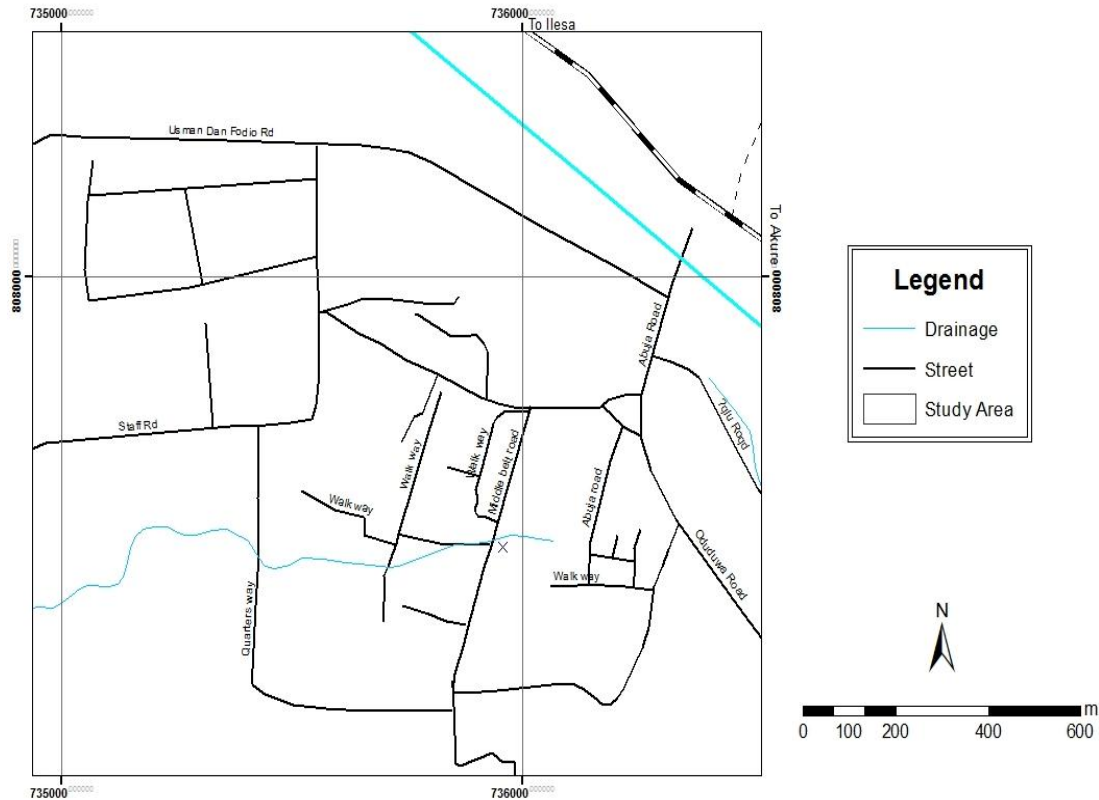 735000
736000
To Ilesa
Usman Dan Fodio Rd
To Akure
808000
808000
Abuja Road
Staff Rd
Walk way
Walk way
Middle belt road
Walk way
Abuja road
Oduduwa Road
Walk way
Quarters way
735000
736000
Legend
Drainage
Street
Study Area
N
m
0 100 200 400 600